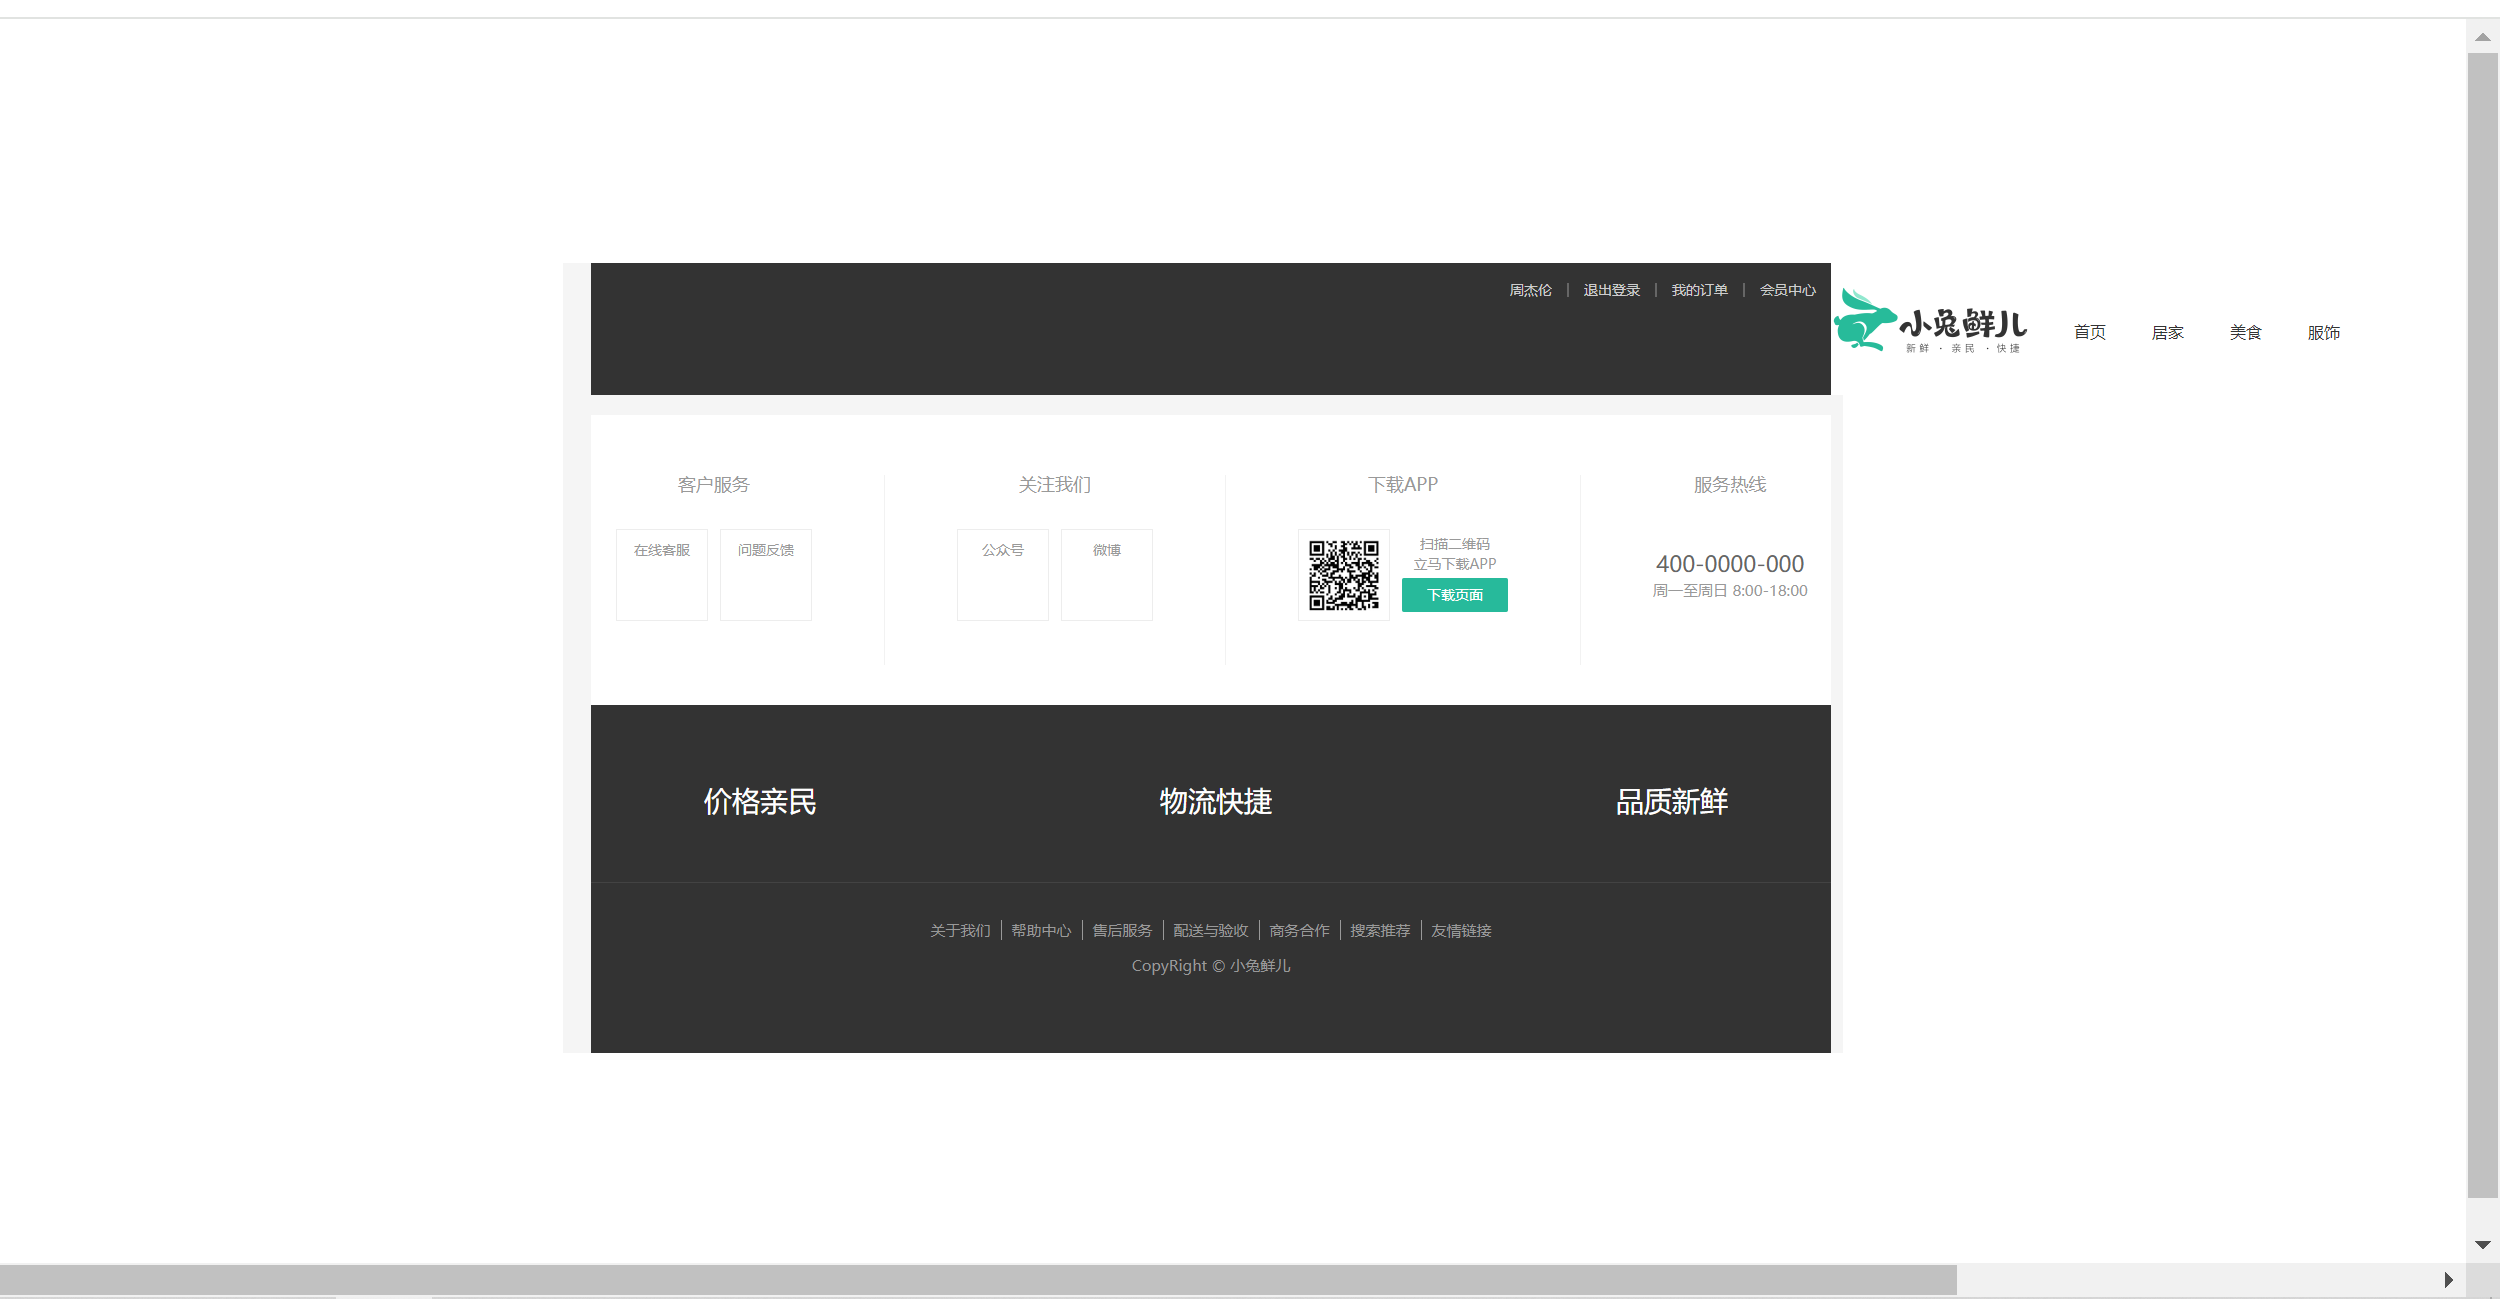 周杰伦 退出登录 我的订单 会员中心
小兔鲜儿
新鲜 · 亲民 · 快捷
首页 居家 美食 服饰
客户服务 关注我们 下载APP 服务热线
在线客服 问题反馈 公众号 微博
扫描二维码
立马下载APP
下载页面
400-0000-000
周一至周日 8:00-18:00
价格亲民 物流快捷 品质新鲜
关于我们 帮助中心 售后服务 配送与验收 商务合作 搜索推荐 友情链接
CopyRight © 小兔鲜儿